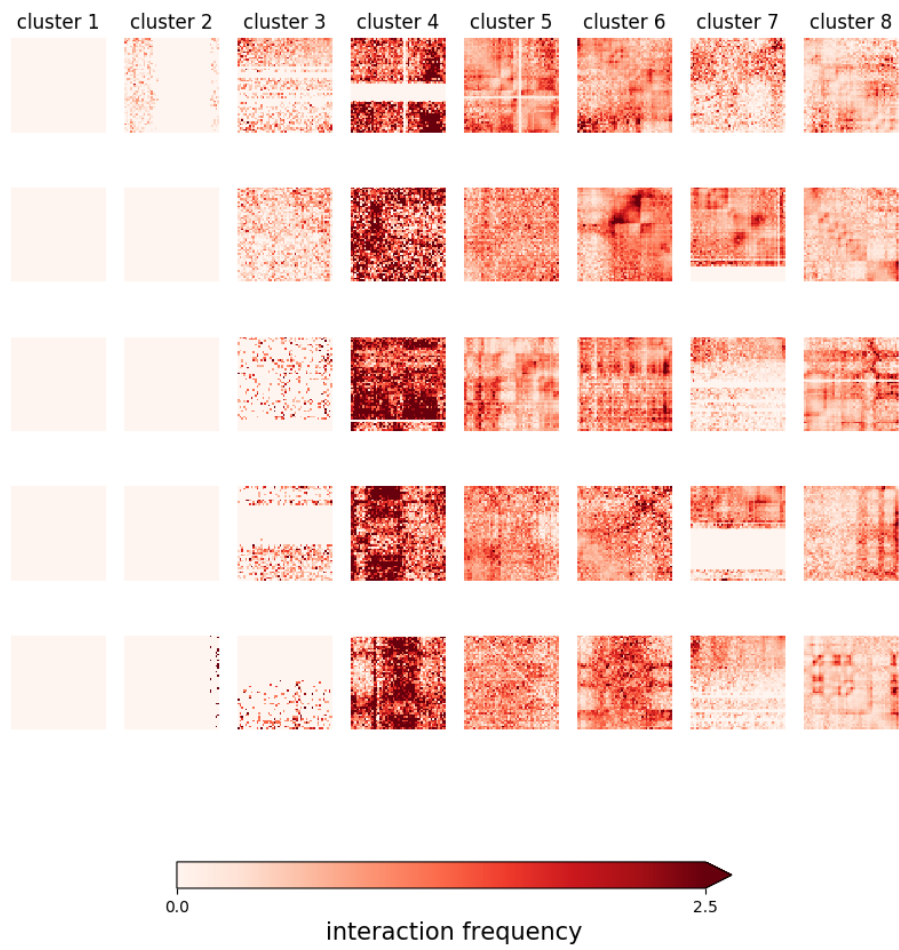 cluster 1 cluster 2 cluster 3 cluster 4 cluster 5 cluster 6 cluster 7 cluster 8
0.0 2.5
interaction frequency